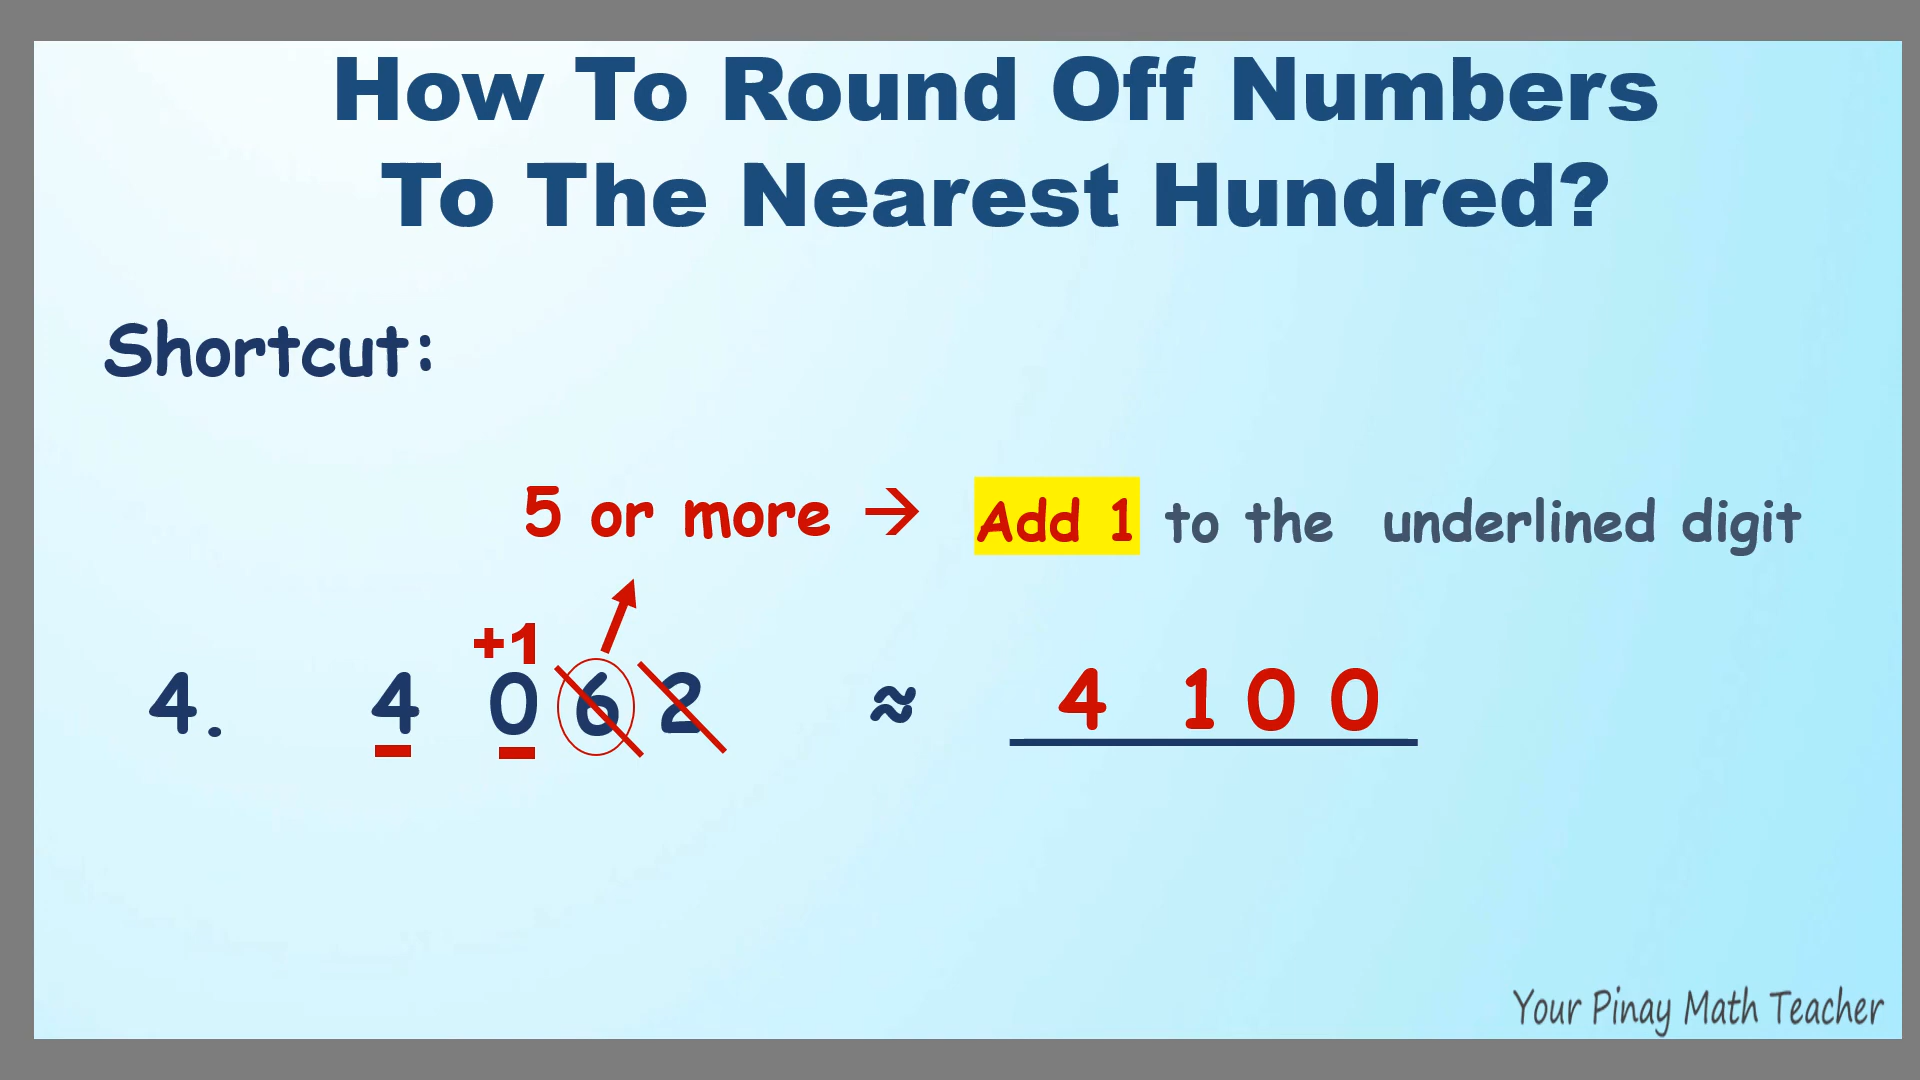 How To Round Off Numbers
To The Nearest Hundred?
Shortcut:
5 or more → Add 1 to the underlined digit
+1
4. 4 0 6 2 ≈ 4 1 0 0
Your Pinay Math Teacher